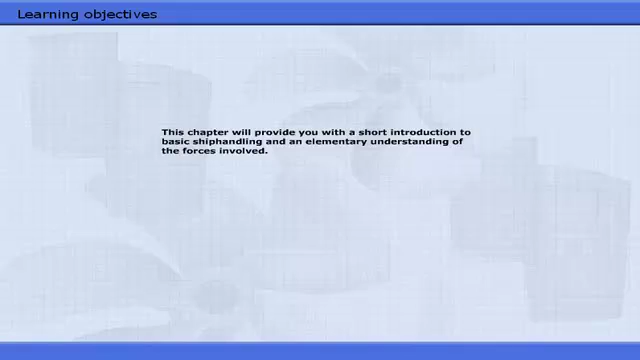 Learning objectives
This chapter will provide you with a short introduction to
basic shiphandling and an elementary understanding of
the forces involved.